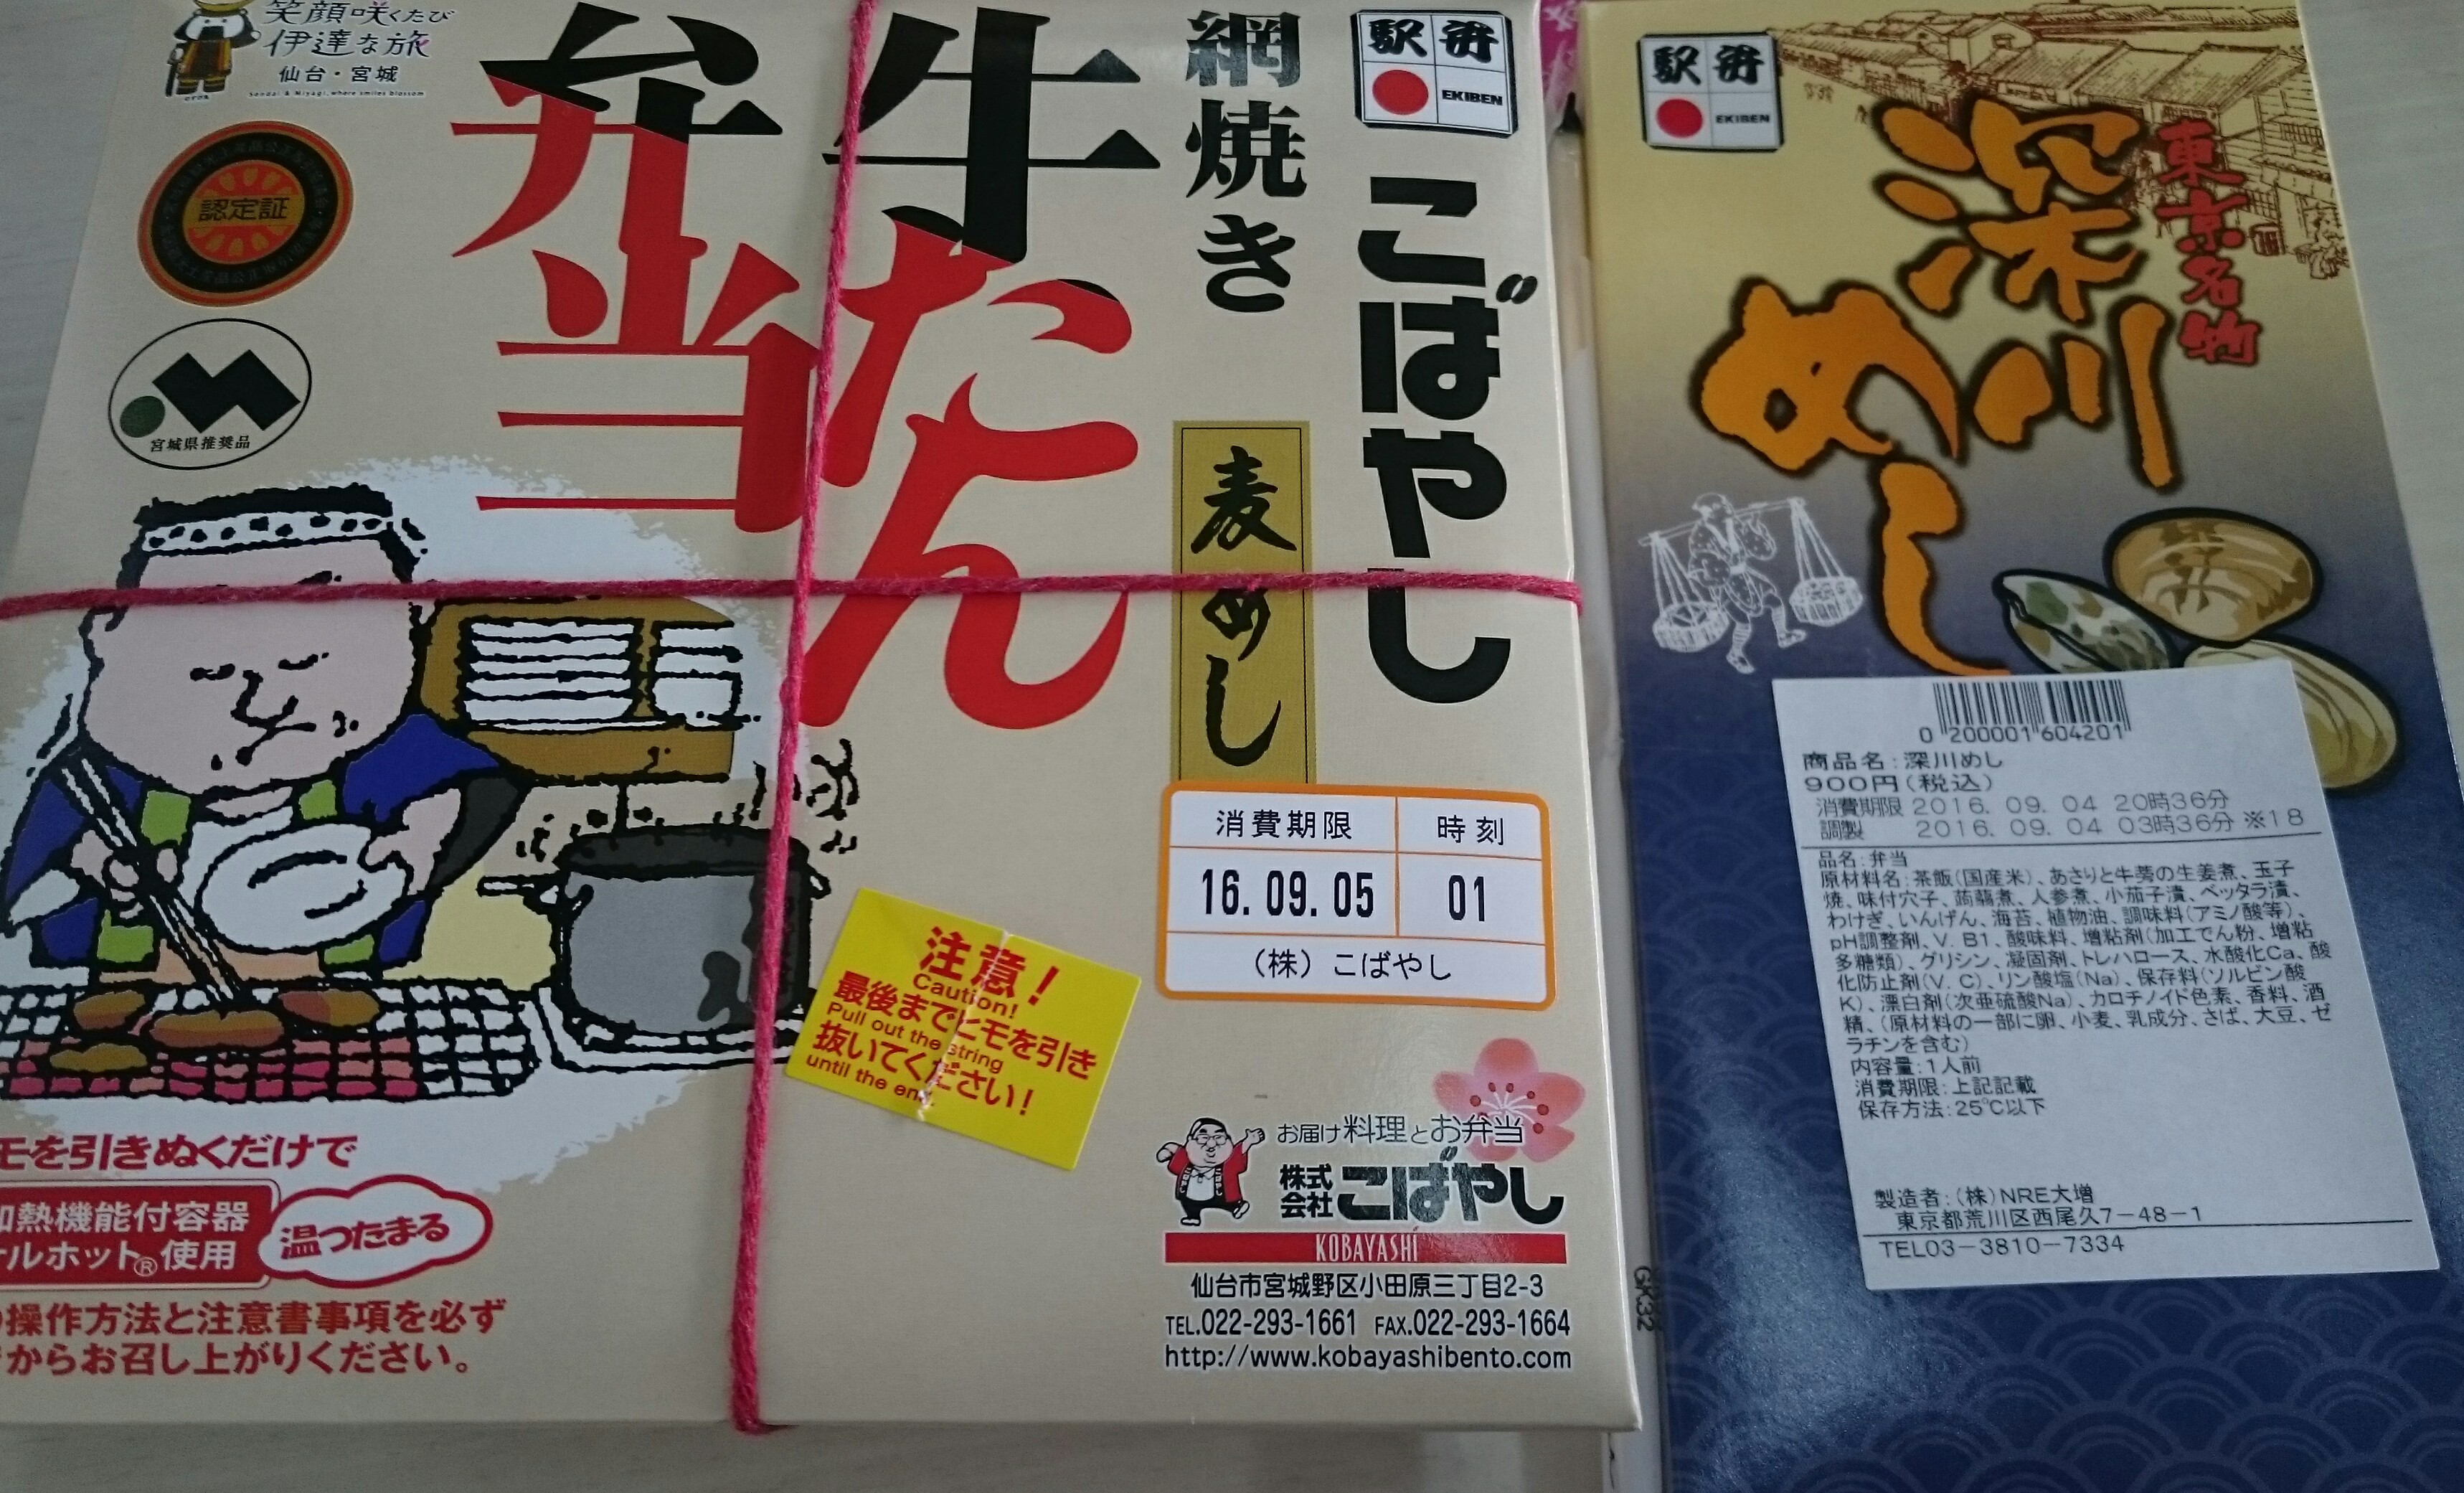 笑顔咲くたび
伊達な旅
仙台・宮城
Sendai & Miyagi, where smiles blossom
認定証
宮城県推奨品
駅弁
EKIBEN
こばやし
網焼き
牛たん
弁当
麦めし
消費期限 時刻
16.09.05 01
(株)こばやし
注意!
Caution!
最後までヒモを引き
Pull out the string
抜いてください!
until the end.
モを引きぬくだけで
加熱機能付容器
ナルホット®使用
温つたまる
操作方法と注意書事項を必ず
からお召し上がりください。
お届け料理とお弁当
株式会社こばやし
KOBAYASHI
仙台市宮城野区小田原三丁目2-3
TEL.022-293-1661 FAX.022-293-1664
http://www.kobayashibento.com
駅弁
EKIBEN
東京名物
深川
めし
0 200001 604201
商品名:深川めし
900円(税込)
消費期限 2016. 09. 04 20時36分
調製 2016. 09. 04 03時36分 ※18
品名:弁当
原材料名:茶飯(国産米)、あさりと牛蒡の生姜煮、玉子
焼、味付穴子、蒟蒻煮、人参煮、小茄子漬、ベッタラ漬、
わけぎ、いんげん、海苔、植物油、調味料(アミノ酸等)、
pH調整剤、V. B1、酸味料、増粘剤(加工でん粉、増粘
多糖類)、グリシン、凝固剤、トレハロース、水酸化Ca、酸
化防止剤(V. C)、リン酸塩(Na)、保存料(ソルビン酸
K)、漂白剤(次亜硫酸Na)、カロチノイド色素、香料、酒
精、(原材料の一部に卵、小麦、乳成分、さば、大豆、ゼ
ラチンを含む)
内容量:1人前
消費期限:上記記載
保存方法:25℃以下
製造者:(株)NRE大増
東京都荒川区西尾久7-48-1
TEL03-3810-7334
GK32